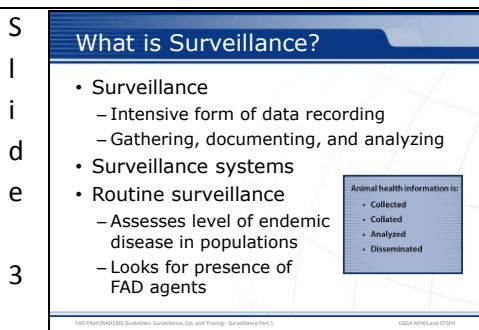 S
l
i
d
e
3
What is Surveillance?
• Surveillance
– Intensive form of data recording
– Gathering, documenting, and analyzing
• Surveillance systems
• Routine surveillance
– Assesses level of endemic
disease in populations
– Looks for presence of
FAD agents
Animal health information is:
• Collected
• Collated
• Analyzed
• Disseminated
FAD PReP/NAHEMS Guidelines: Surveillance, Epi, and Tracing - Surveillance Part 1
USDA APHIS and CFSPH